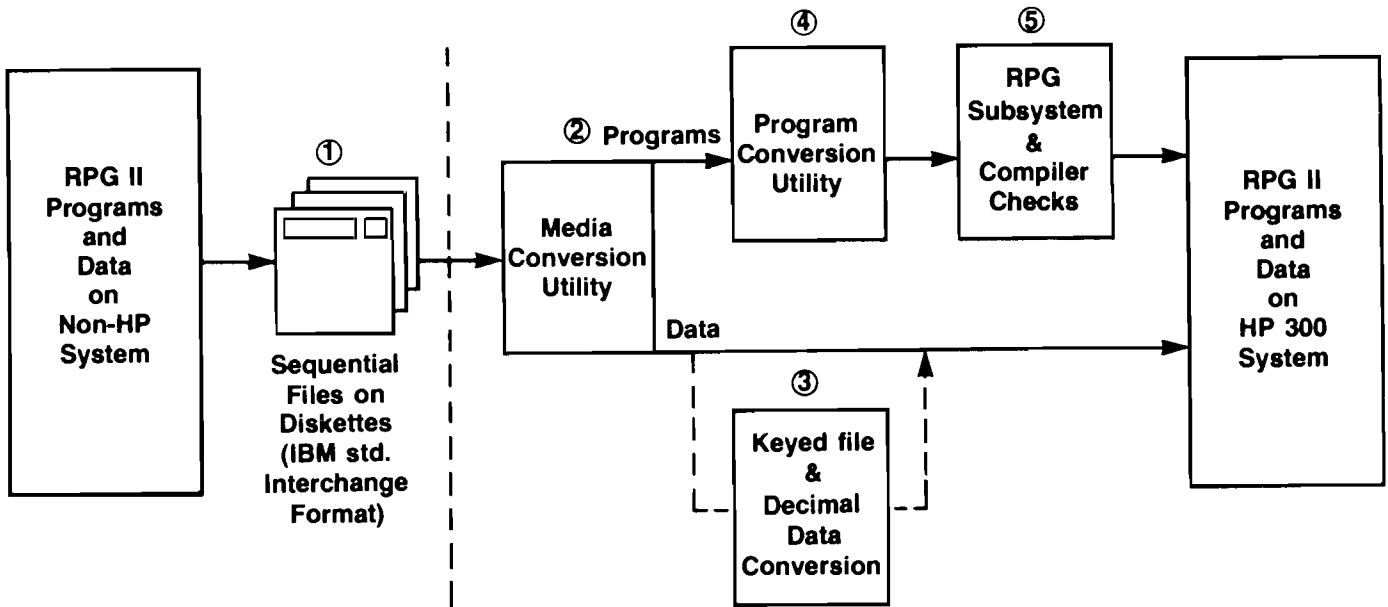 RPG II
Programs
and
Data
on
Non-HP
System
①
Sequential
Files on
Diskettes
(IBM std.
Interchange
Format)
② Programs
Media
Conversion
Utility
Data
③
Keyed file
&
Decimal
Data
Conversion
④
Program
Conversion
Utility
⑤
RPG
Subsystem
&
Compiler
Checks
RPG II
Programs
and
Data
on
HP 300
System